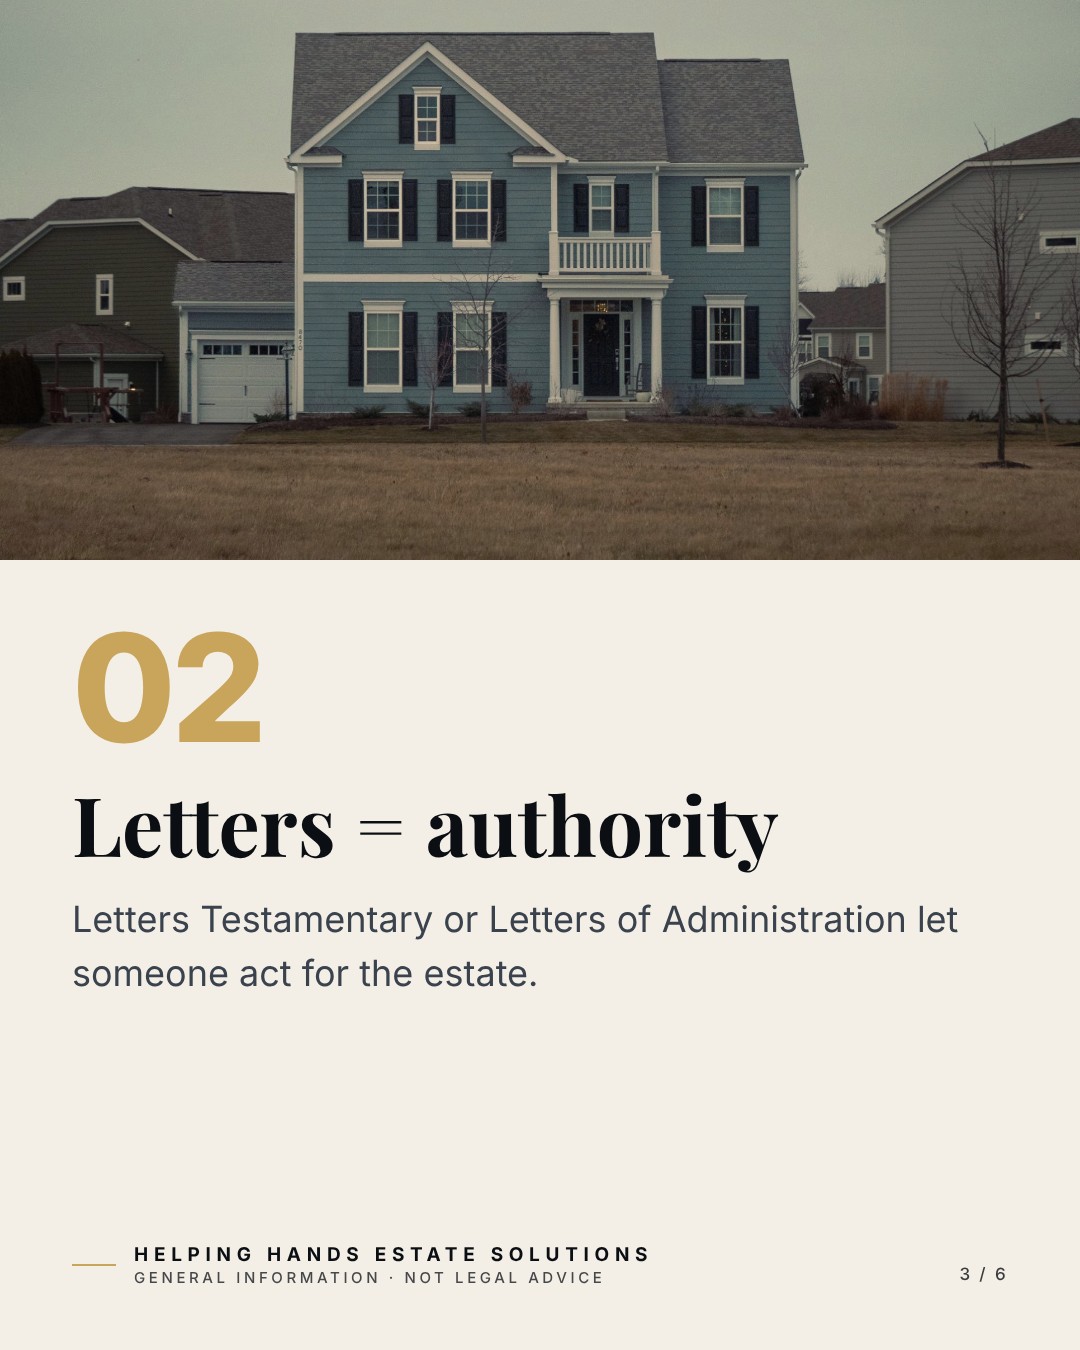 02
Letters = authority
Letters Testamentary or Letters of Administration let
someone act for the estate.
HELPING HANDS ESTATE SOLUTIONS
GENERAL INFORMATION · NOT LEGAL ADVICE
3 / 6